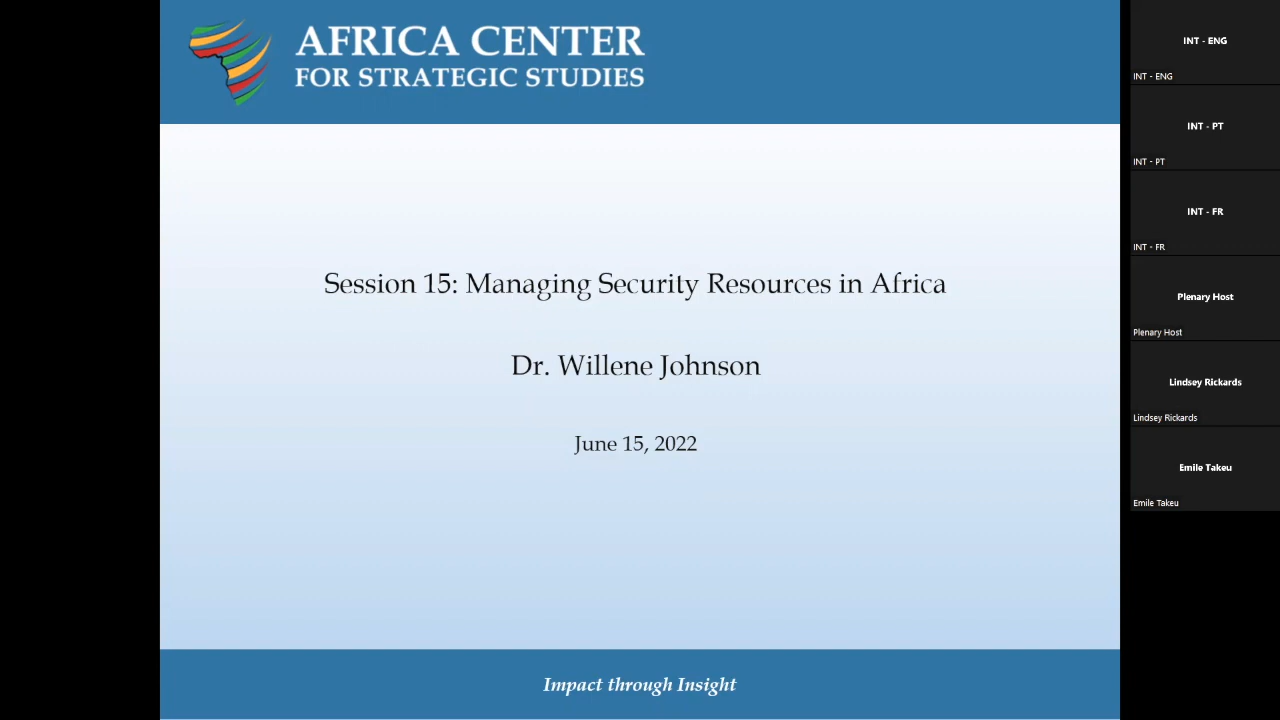 AFRICA CENTER
FOR STRATEGIC STUDIES
Session 15: Managing Security Resources in Africa
Dr. Willene Johnson
June 15, 2022
Impact through Insight
INT - ENG
INT - ENG
INT - PT
INT - PT
INT - FR
INT - FR
Plenary Host
Plenary Host
Lindsey Rickards
Lindsey Rickards
Emile Takeu
Emile Takeu